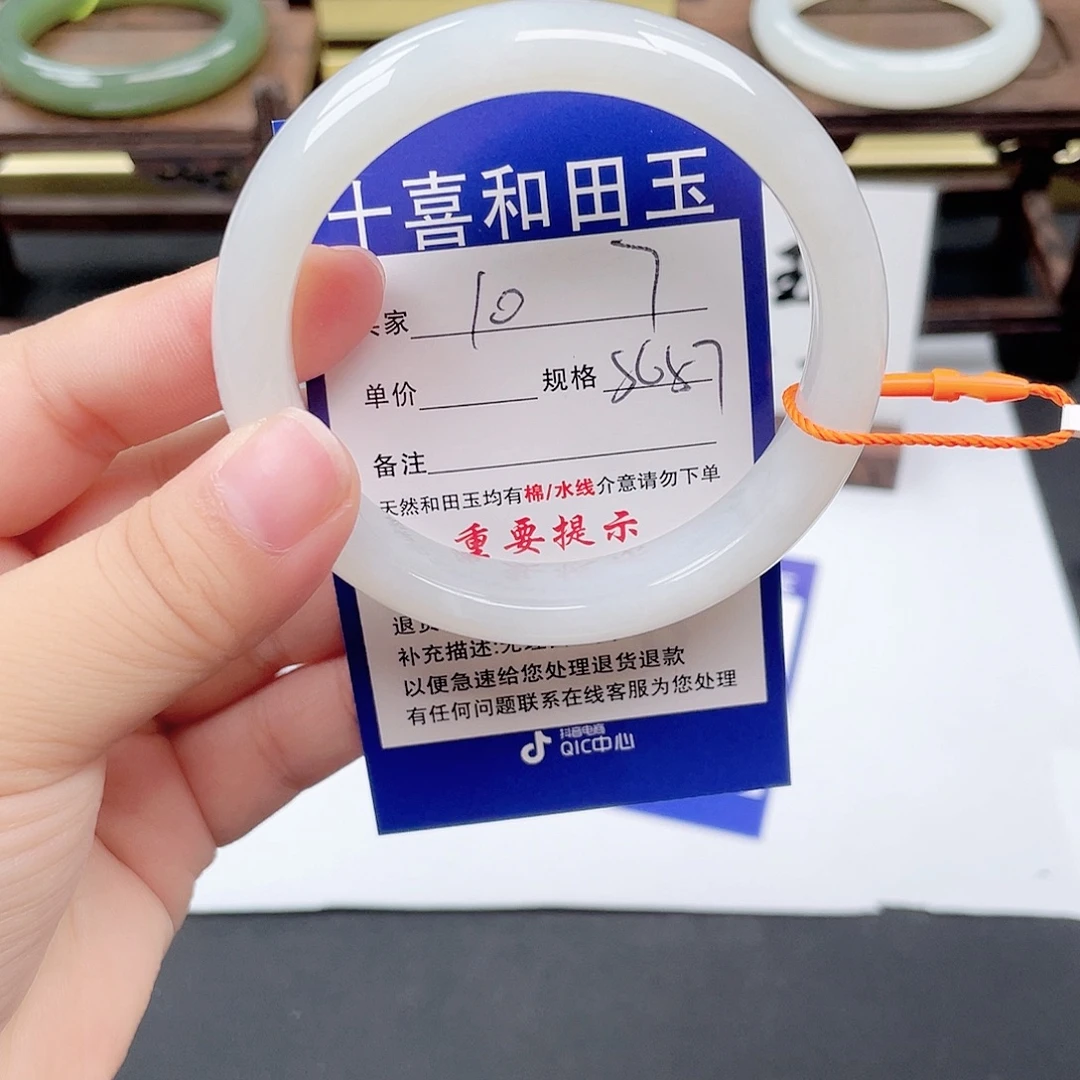 十喜和田玉
家 10 7
单价 规格
备注
天然和田玉均有棉/水线介意请勿下单
重要提示
补充描述:无理
以便急速给您处理退货退款
有任何问题联系在线客服为您处理
抖音电商
QIC中心